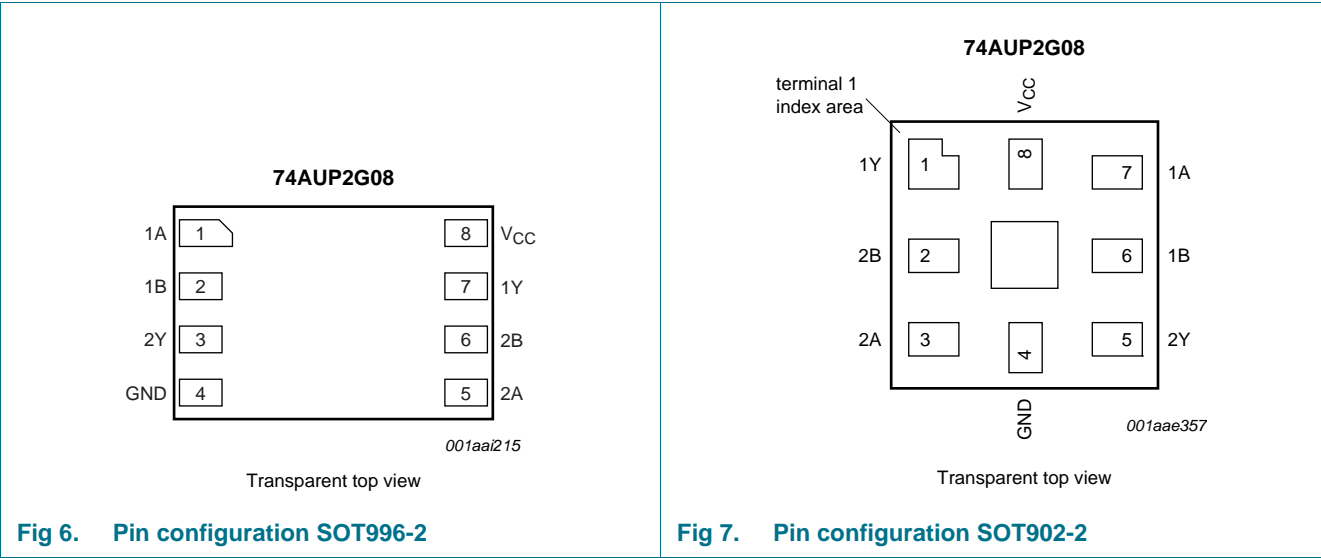 74AUP2G08
1A 1 8 VCC
1B 2 7 1Y
2Y 3 6 2B
GND 4 5 2A
001aai215
Transparent top view
Fig 6. Pin configuration SOT996-2
74AUP2G08
terminal 1
index area
VCC
1Y 1 8 7 1A
2B 2 6 1B
2A 3 4 5 2Y
GND
001aae357
Transparent top view
Fig 7. Pin configuration SOT902-2